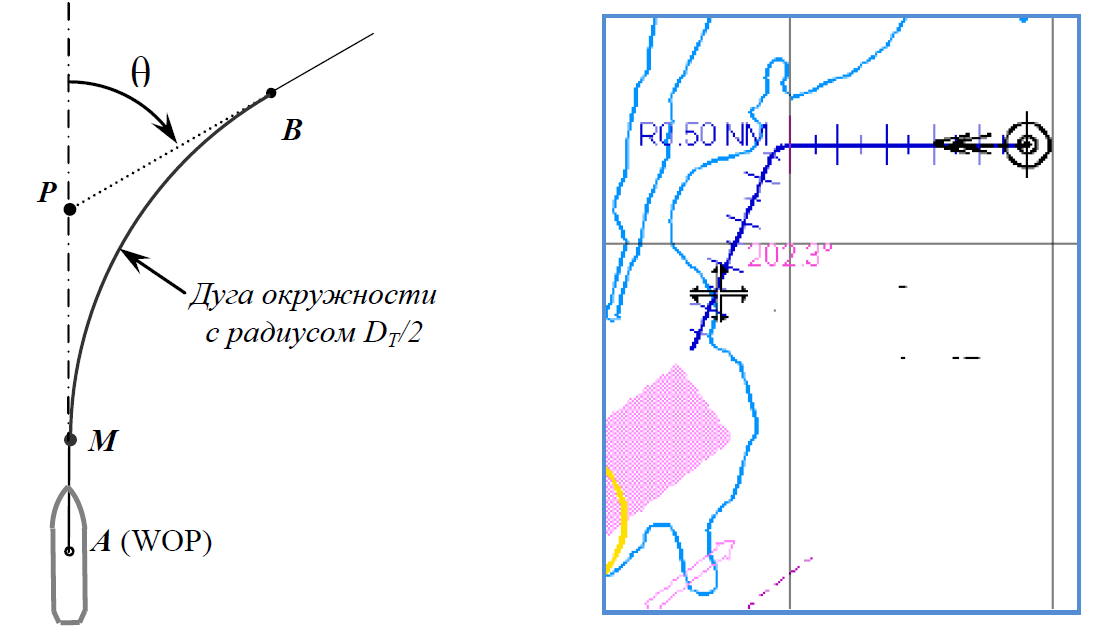 θ
B
P
Дуга окружности
с радиусом D_T/2
M
A (WOP)
R0.50 NM
202.3°